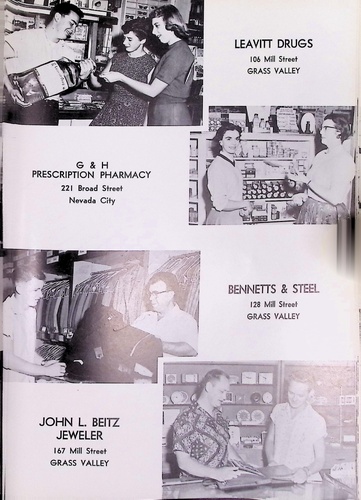 LEAVITT DRUGS
106 Mill Street
GRASS VALLEY
G & H
PRESCRIPTION PHARMACY
221 Broad Street
Nevada City
BENNETTS & STEEL
128 Mill Street
GRASS VALLEY
JOHN L. BEITZ
JEWELER
167 Mill Street
GRASS VALLEY